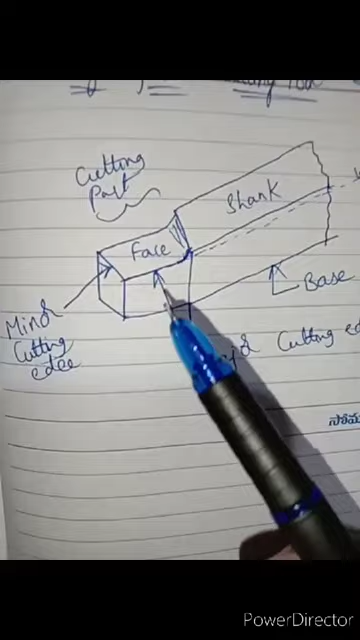 Cutting
Part
Shank
Face
Minor
Cutting
edge
Base
Cutting
సోమ
PowerDirector